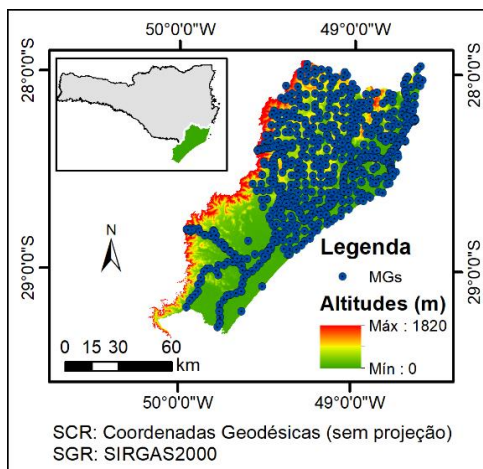 50°0'0"W 49°0'0"W
28°0'0"S 28°0'0"S
N
Legenda
MGs
29°0'0"S 29°0'0"S
Altitudes (m)
Máx : 1820
Mín : 0
0 15 30 60
km
50°0'0"W 49°0'0"W
SCR: Coordenadas Geodésicas (sem projeção)
SGR: SIRGAS2000